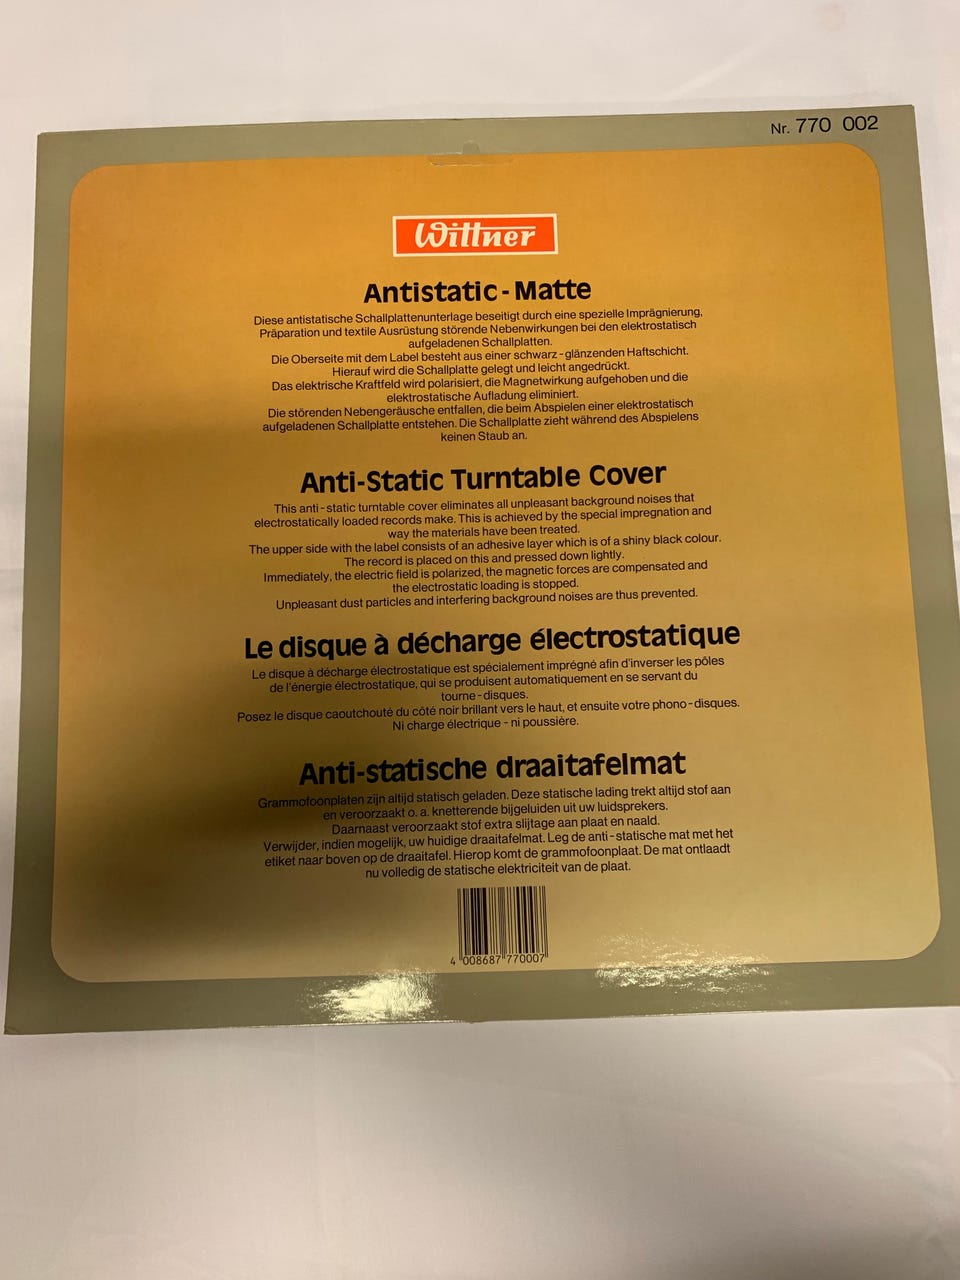 Nr. 770 002
Wittner
Antistatic - Matte
Diese antistatische Schallplattenunterlage beseitigt durch eine spezielle Imprägnierung,
Präparation und textile Ausrüstung störende Nebenwirkungen bei den elektrostatisch
aufgeladenen Schallplatten.
Die Oberseite mit dem Label besteht aus einer schwarz-glänzenden Haftschicht.
Hierauf wird die Schallplatte gelegt und leicht angedrückt.
Das elektrische Kraftfeld wird polarisiert, die Magnetwirkung aufgehoben und die
elektrostatische Aufladung eliminiert.
Die störenden Nebengeräusche entfallen, die beim Abspielen einer elektrostatisch
aufgeladenen Schallplatte entstehen. Die Schallplatte zieht während des Abspielens
keinen Staub an.
Anti-Static Turntable Cover
This anti-static turntable cover eliminates all unpleasant background noises that
electrostatically loaded records make. This is achieved by the special impregnation and
way the materials have been treated.
The upper side with the label consists of an adhesive layer which is of a shiny black colour.
The record is placed on this and pressed down lightly.
Immediately, the electric field is polarized, the magnetic forces are compensated and
the electrostatic loading is stopped.
Unpleasant dust particles and interfering background noises are thus prevented.
Le disque à décharge électrostatique
Le disque à décharge électrostatique est spécialement imprégné afin d'inverser les pôles
de l'énergie électrostatique, qui se produisent automatiquement en se servant du
tourne-disques.
Posez le disque caoutchouté du côté noir brillant vers le haut, et ensuite votre phono-disques.
Ni charge électrique - ni poussière.
Anti-statische draaitafelmat
Grammofoonplaten zijn altijd statisch geladen. Deze statische lading trekt altijd stof aan
en veroorzaakt o. a. knetterende bijgeluiden uit uw luidsprekers.
Daarnaast veroorzaakt stof extra slijtage aan plaat en naald.
Verwijder, indien mogelijk, uw huidige draaitafelmat. Leg de anti-statische mat met het
etiket naar boven op de draaitafel. Hierop komt de grammofoonplaat. De mat ontlaadt
nu volledig de statische elektriciteit van de plaat.
4 008687 770007